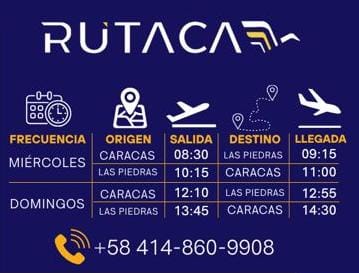 RUTACA
FRECUENCIA ORIGEN SALIDA DESTINO LLEGADA
MIÉRCOLES
CARACAS 08:30 LAS PIEDRAS 09:15
LAS PIEDRAS 10:15 CARACAS 11:00
DOMINGOS
CARACAS 12:10 LAS PIEDRAS 12:55
LAS PIEDRAS 13:45 CARACAS 14:30
+58 414-860-9908